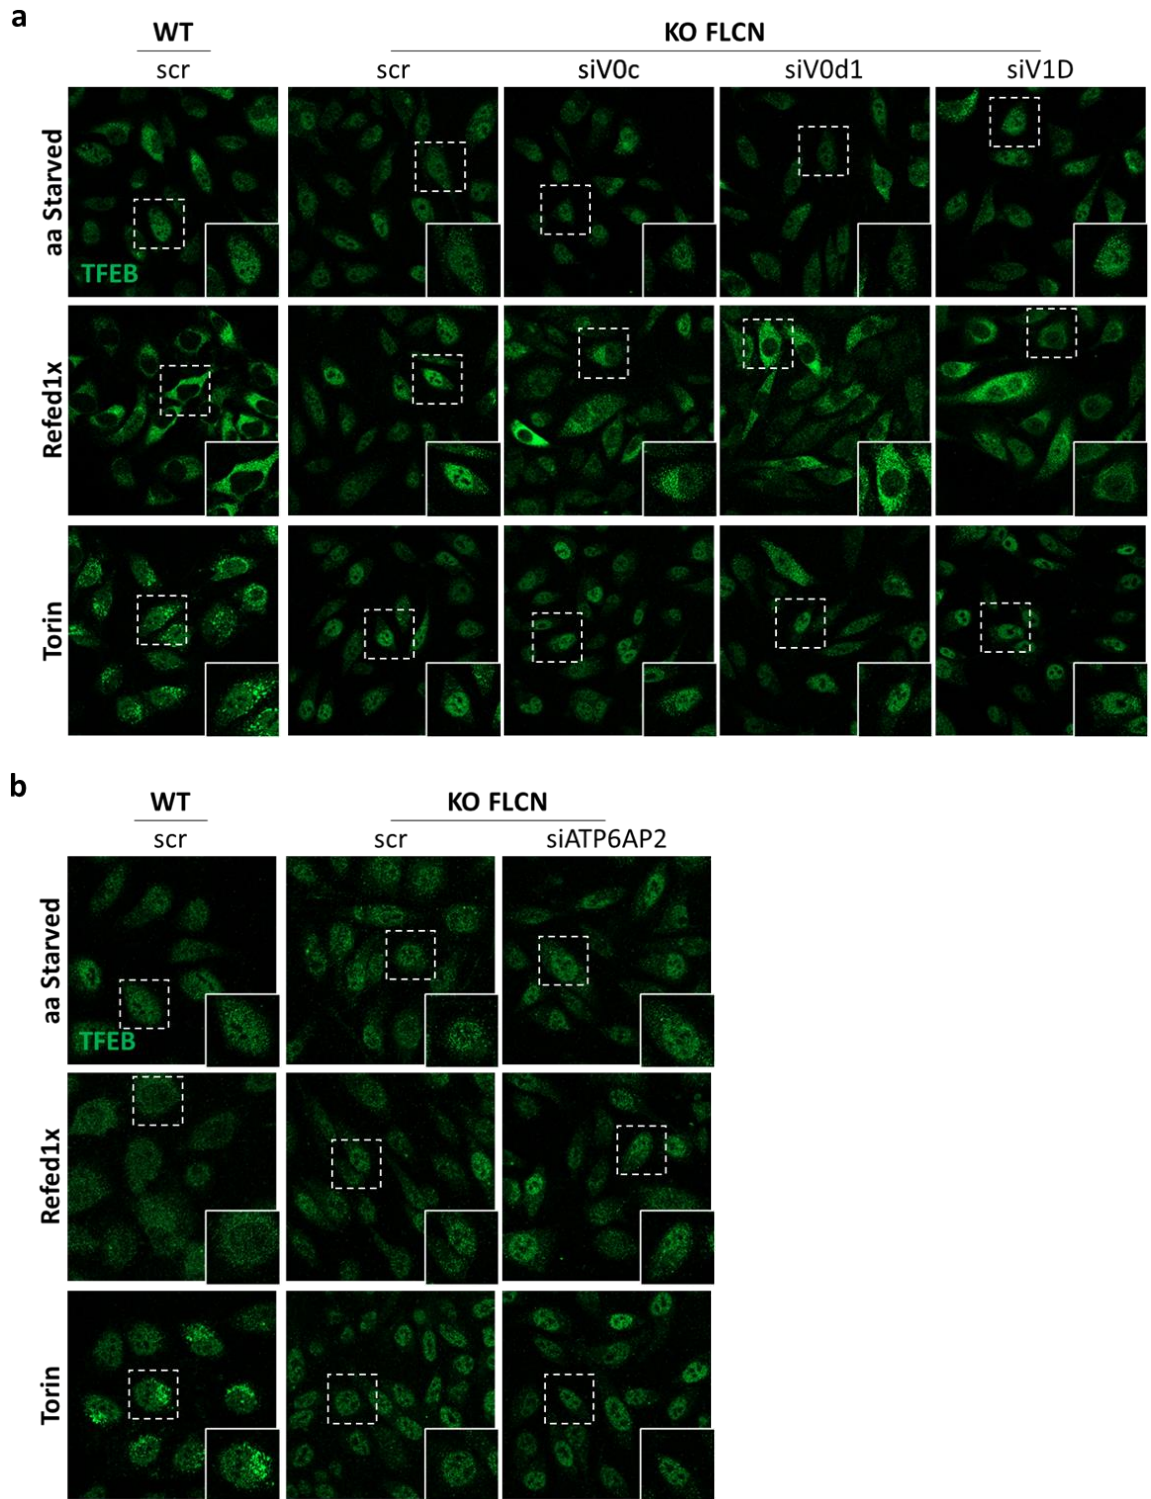 a
WT
KO FLCN
scr
scr
siV0c
siV0d1
siV1D
aa Starved
TFEB
Refed1x
Torin
b
WT
KO FLCN
scr
scr
siATP6AP2
aa Starved
TFEB
Refed1x
Torin